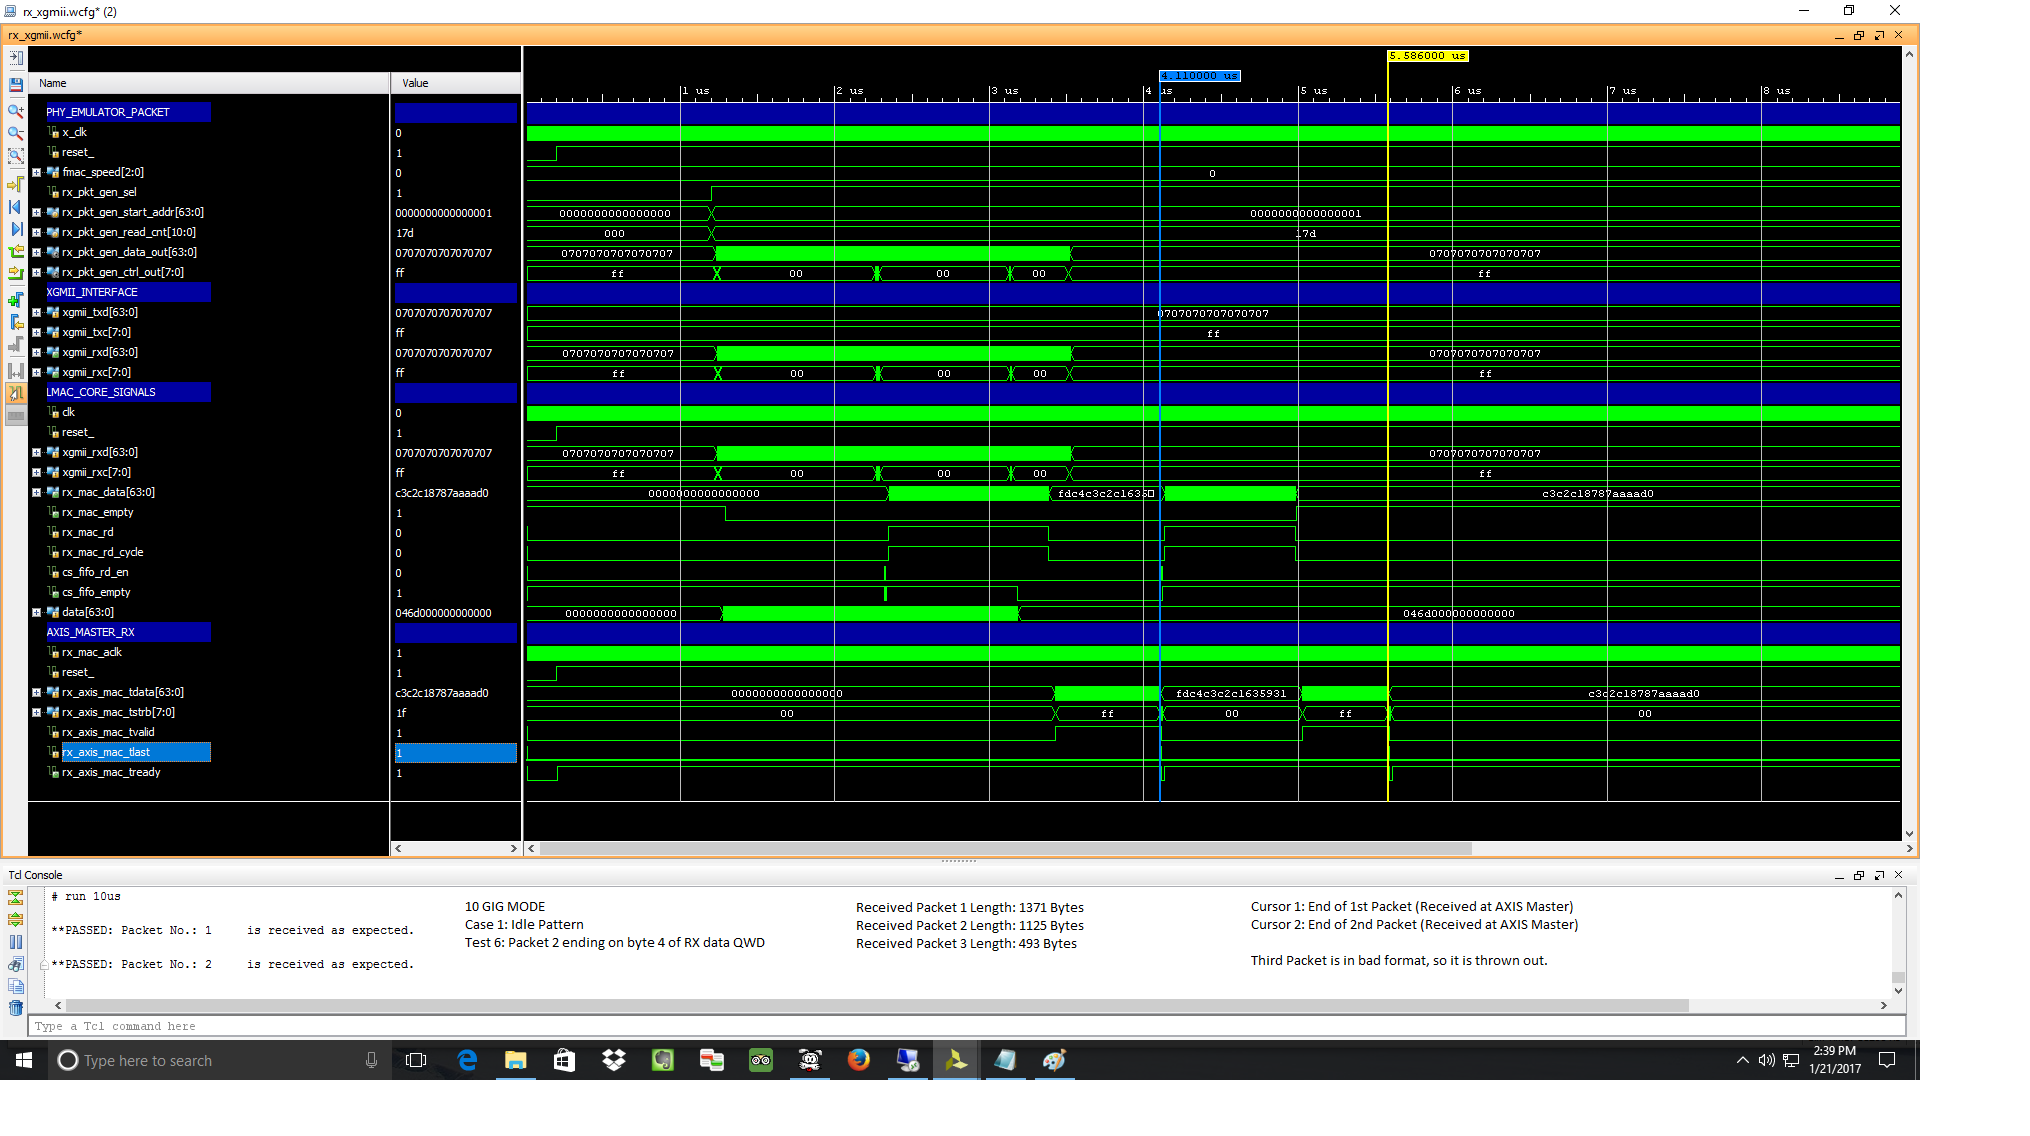 rx_xgmii.wcfg* (2)
rx_xgmii.wcfg*
5.586000 us
4.110000 us
Name Value
1 us 2 us 3 us 4 us 5 us 6 us 7 us 8 us
PHY_EMULATOR_PACKET
x_clk 0
reset_ 1
fmac_speed[2:0] 0 0
rx_pkt_gen_sel 1
rx_pkt_gen_start_addr[63:0] 0000000000000001 0000000000000000 0000000000000001
rx_pkt_gen_read_cnt[10:0] 17d 000 17d
rx_pkt_gen_data_out[63:0] 0707070707070707 0707070707070707 0707070707070707
rx_pkt_gen_ctrl_out[7:0] ff ff 00 00 00 ff
XGMII_INTERFACE
xgmii_txd[63:0] 0707070707070707 0707070707070707
xgmii_txc[7:0] ff ff
xgmii_rxd[63:0] 0707070707070707 0707070707070707 0707070707070707
xgmii_rxc[7:0] ff ff 00 00 00 ff
LMAC_CORE_SIGNALS
clk 0
reset_ 1
xgmii_rxd[63:0] 0707070707070707 0707070707070707 0707070707070707
xgmii_rxc[7:0] ff ff 00 00 00 ff
rx_mac_data[63:0] c3c2c18787aaaad0 0000000000000000 fdc4c3c2c1635 c3c2c18787aaaad0
rx_mac_empty 1
rx_mac_rd 0
rx_mac_rd_cycle 0
cs_fifo_rd_en 0
cs_fifo_empty 1
data[63:0] 046d000000000000 0000000000000000 046d000000000000
AXIS_MASTER_RX
rx_mac_aclk 1
reset_ 1
rx_axis_mac_tdata[63:0] c3c2c18787aaaad0 0000000000000000 fdc4c3c2c1635931 c3c2c18787aaaad0
rx_axis_mac_tstrb[7:0] 1f 00 ff 00 ff 00
rx_axis_mac_tvalid 1
rx_axis_mac_tlast 1
rx_axis_mac_tready 1
Tcl Console
# run 10us
**PASSED: Packet No.: 1 is received as expected.
**PASSED: Packet No.: 2 is received as expected.
10 GIG MODE
Case 1: Idle Pattern
Test 6: Packet 2 ending on byte 4 of RX data QWD
Received Packet 1 Length: 1371 Bytes
Received Packet 2 Length: 1125 Bytes
Received Packet 3 Length: 493 Bytes
Cursor 1: End of 1st Packet (Received at AXIS Master)
Cursor 2: End of 2nd Packet (Received at AXIS Master)
Third Packet is in bad format, so it is thrown out.
Type a Tcl command here
Type here to search
2:39 PM
1/21/2017